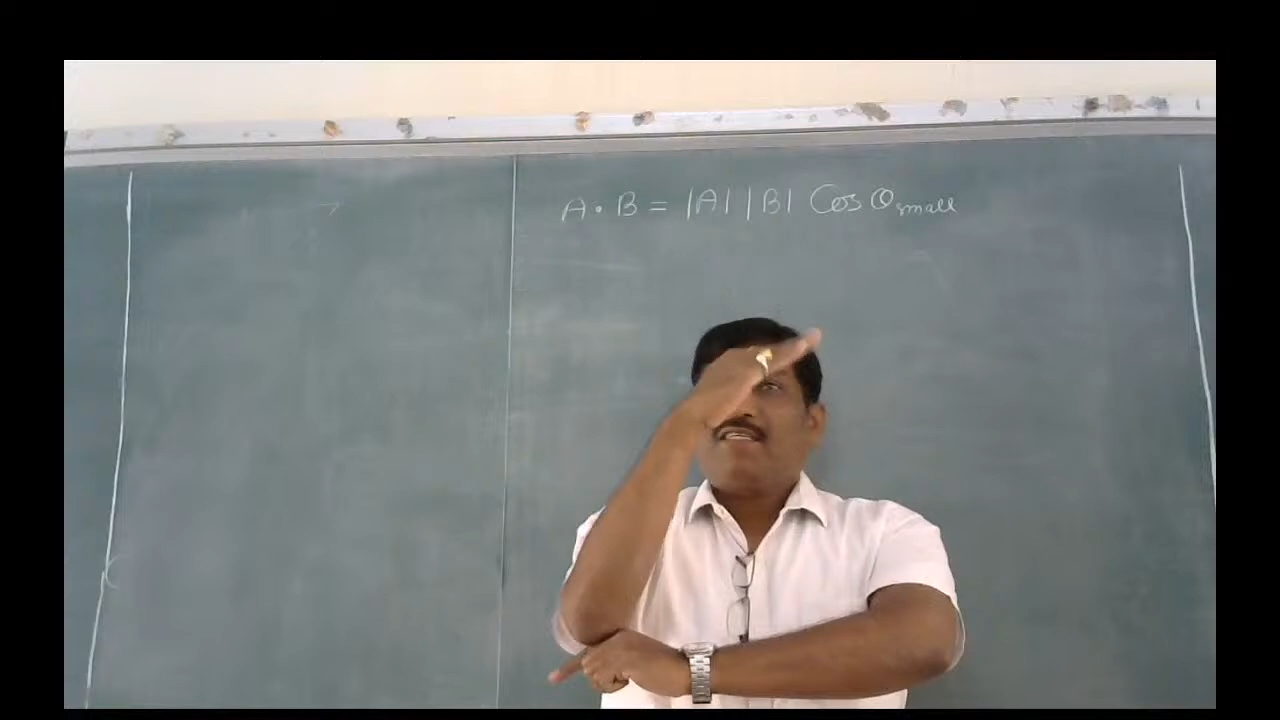 A • B = |A| |B| Cos θsmall